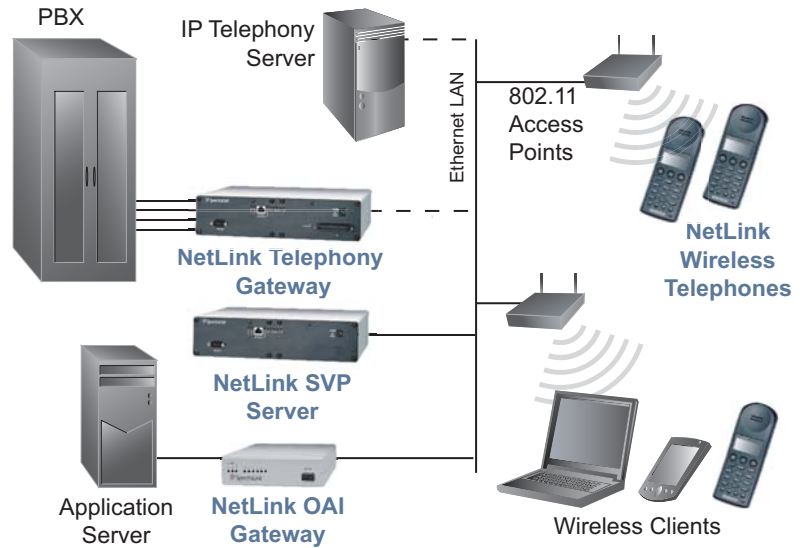 PBX
IP Telephony
Server
Ethernet LAN
802.11
Access
Points
NetLink
Wireless
Telephones
NetLink Telephony
Gateway
NetLink SVP
Server
Application
Server
NetLink OAI
Gateway
Wireless Clients